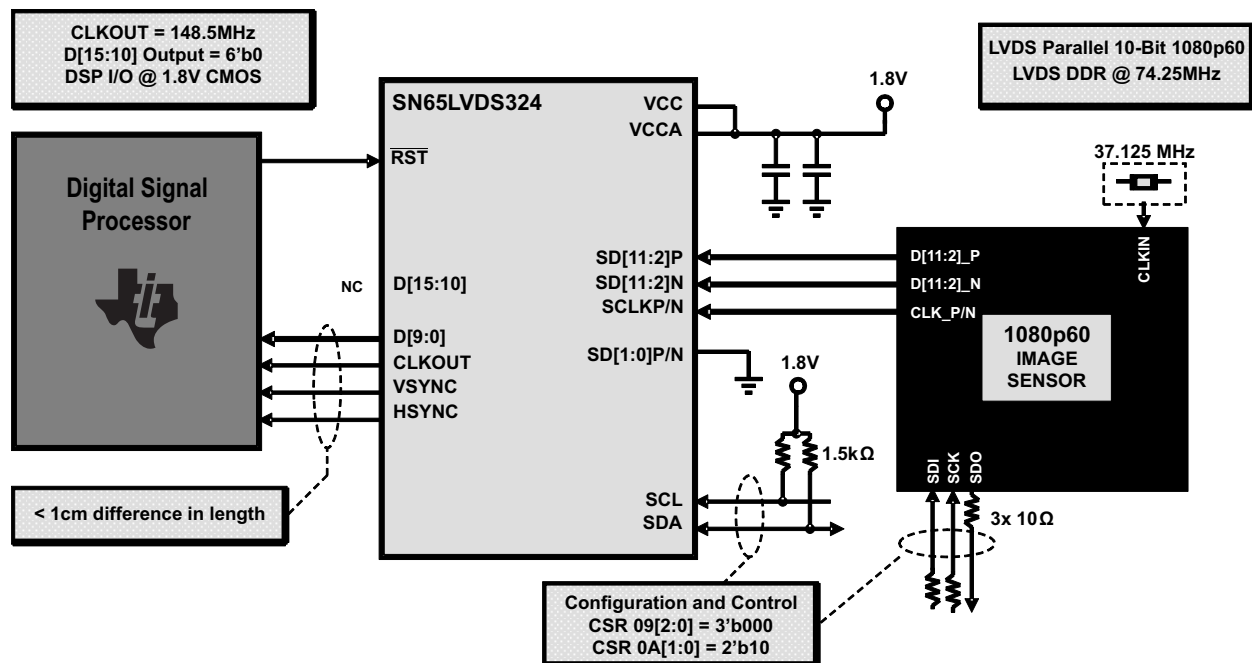 CLKOUT = 148.5MHz
D[15:10] Output = 6'b0
DSP I/O @ 1.8V CMOS
LVDS Parallel 10-Bit 1080p60
LVDS DDR @ 74.25MHz
SN65LVDS324
VCC
VCCA
1.8V
RST
Digital Signal
Processor
37.125 MHz
CLKIN
SD[11:2]P
SD[11:2]N
SCLKP/N
D[11:2]_P
D[11:2]_N
CLK_P/N
NC
D[15:10]
D[9:0]
CLKOUT
VSYNC
HSYNC
SD[1:0]P/N
1080p60
IMAGE
SENSOR
1.8V
1.5kΩ
SCL
SDA
SDI
SCK
SDO
3x 10Ω
< 1cm difference in length
Configuration and Control
CSR 09[2:0] = 3'b000
CSR 0A[1:0] = 2'b10